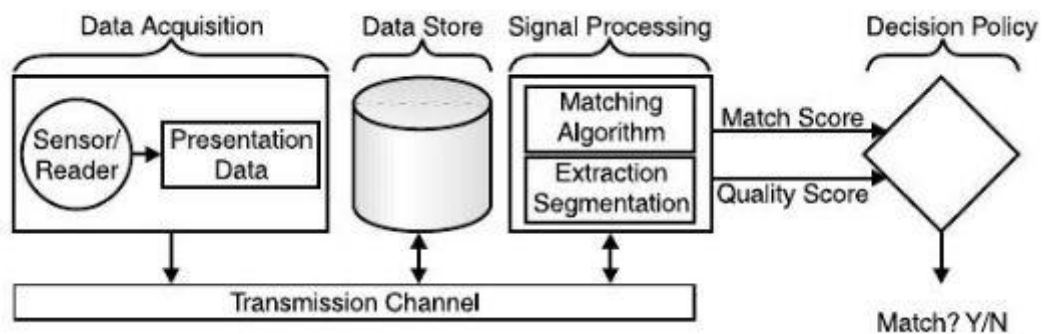 Data Acquisition
Data Store
Signal Processing
Decision Policy
Sensor/
Reader
Presentation
Data
Matching
Algorithm
Extraction
Segmentation
Match Score
Quality Score
Transmission Channel
Match? Y/N